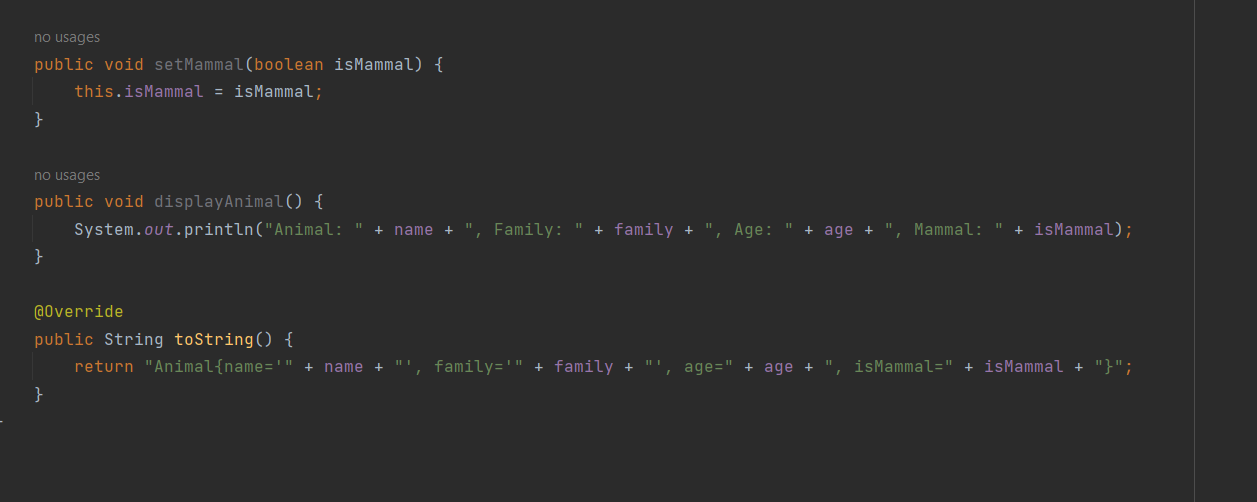 no usages
public void setMammal(boolean isMammal) {
    this.isMammal = isMammal;
}
no usages
public void displayAnimal() {
    System.out.println("Animal: " + name + ", Family: " + family + ", Age: " + age + ", Mammal: " + isMammal);
}
@Override
public String toString() {
    return "Animal{name='" + name + "', family='" + family + "', age=" + age + ", isMammal=" + isMammal + "}";
}